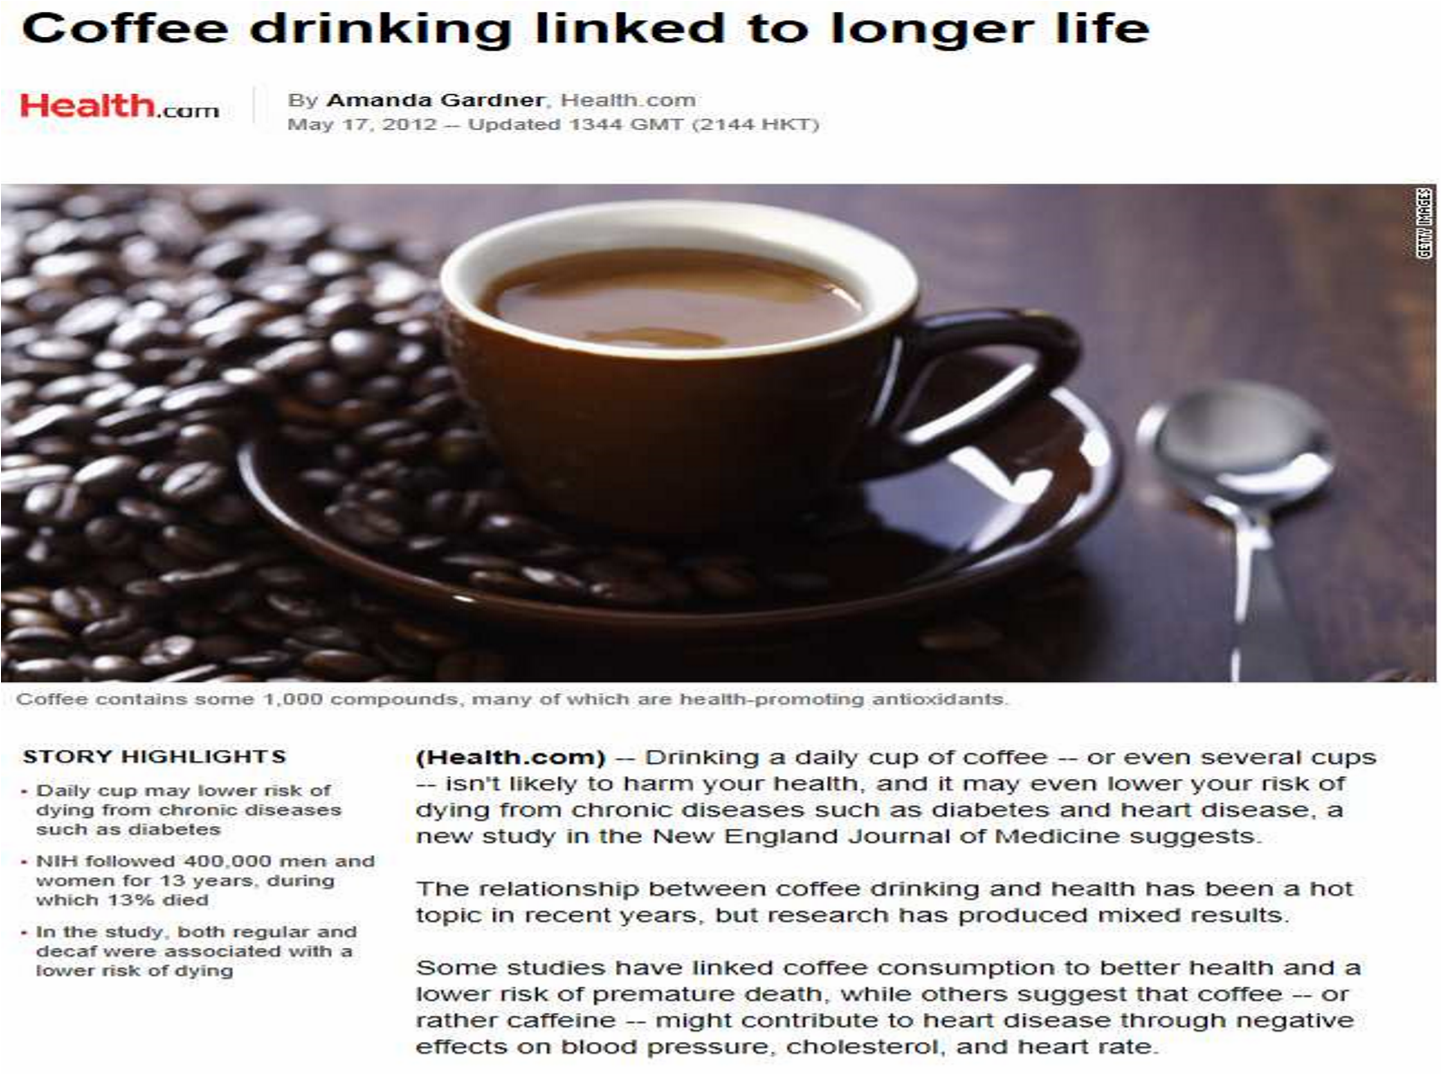 Coffee drinking linked to longer life
Health.com
By Amanda Gardner, Health.com
May 17, 2012 -- Updated 1344 GMT (2144 HKT)
GETTY IMAGES
Coffee contains some 1,000 compounds, many of which are health-promoting antioxidants.
STORY HIGHLIGHTS
• Daily cup may lower risk of
dying from chronic diseases
such as diabetes
• NIH followed 400,000 men and
women for 13 years, during
which 13% died
• In the study, both regular and
decaf were associated with a
lower risk of dying
(Health.com) -- Drinking a daily cup of coffee -- or even several cups
-- isn't likely to harm your health, and it may even lower your risk of
dying from chronic diseases such as diabetes and heart disease, a
new study in the New England Journal of Medicine suggests.
The relationship between coffee drinking and health has been a hot
topic in recent years, but research has produced mixed results.
Some studies have linked coffee consumption to better health and a
lower risk of premature death, while others suggest that coffee -- or
rather caffeine -- might contribute to heart disease through negative
effects on blood pressure, cholesterol, and heart rate.